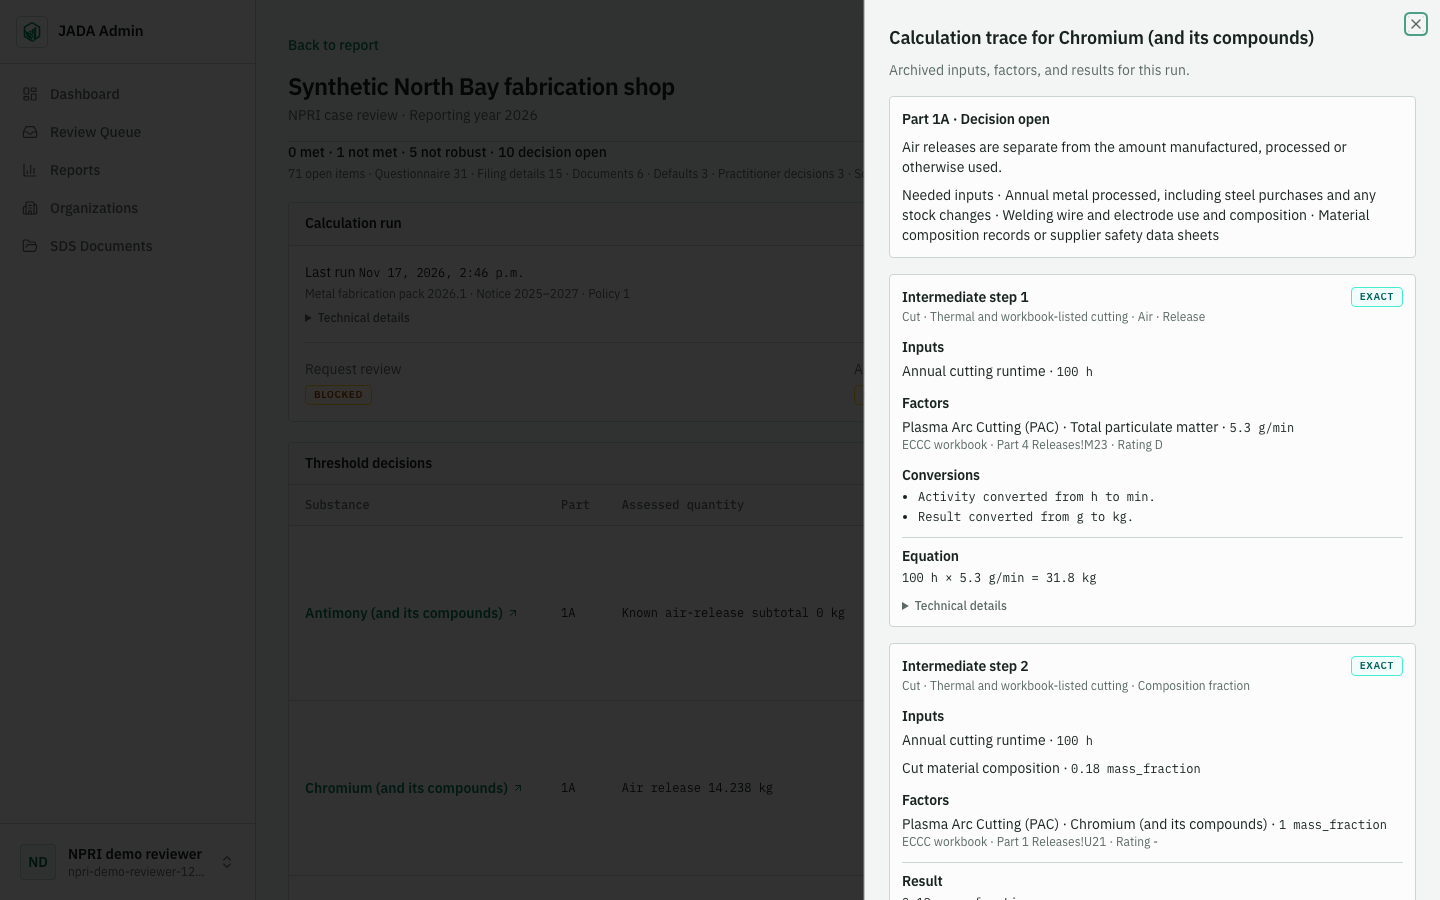 JADA Admin
Dashboard
Review Queue
Reports
Organizations
SDS Documents
ND
NPRI demo reviewer
npri-demo-reviewer-12...
Back to report
Synthetic North Bay fabrication shop
NPRI case review · Reporting year 2026
0 met · 1 not met · 5 not robust · 10 decision open
71 open items · Questionnaire 31 · Filing details 15 · Documents 6 · Defaults 3 · Practitioner decisions 3 ·
Calculation run
Last run Nov 17, 2026, 2:46 p.m.
Metal fabrication pack 2026.1 · Notice 2025–2027 · Policy 1
Technical details
Request review
BLOCKED
Threshold decisions
Substance Part Assessed quantity
Antimony (and its compounds) ↗ 1A Known air-release subtotal 0 kg
Chromium (and its compounds) ↗ 1A Air release 14.238 kg
Calculation trace for Chromium (and its compounds)
Archived inputs, factors, and results for this run.
Part 1A · Decision open
Air releases are separate from the amount manufactured, processed or
otherwise used.
Needed inputs · Annual metal processed, including steel purchases and any
stock changes · Welding wire and electrode use and composition · Material
composition records or supplier safety data sheets
Intermediate step 1 EXACT
Cut · Thermal and workbook-listed cutting · Air · Release
Inputs
Annual cutting runtime · 100 h
Factors
Plasma Arc Cutting (PAC) · Total particulate matter · 5.3 g/min
ECCC workbook · Part 4 Releases!M23 · Rating D
Conversions
• Activity converted from h to min.
• Result converted from g to kg.
Equation
100 h × 5.3 g/min = 31.8 kg
Technical details
Intermediate step 2 EXACT
Cut · Thermal and workbook-listed cutting · Composition fraction
Inputs
Annual cutting runtime · 100 h
Cut material composition · 0.18 mass_fraction
Factors
Plasma Arc Cutting (PAC) · Chromium (and its compounds) · 1 mass_fraction
ECCC workbook · Part 1 Releases!U21 · Rating -
Result